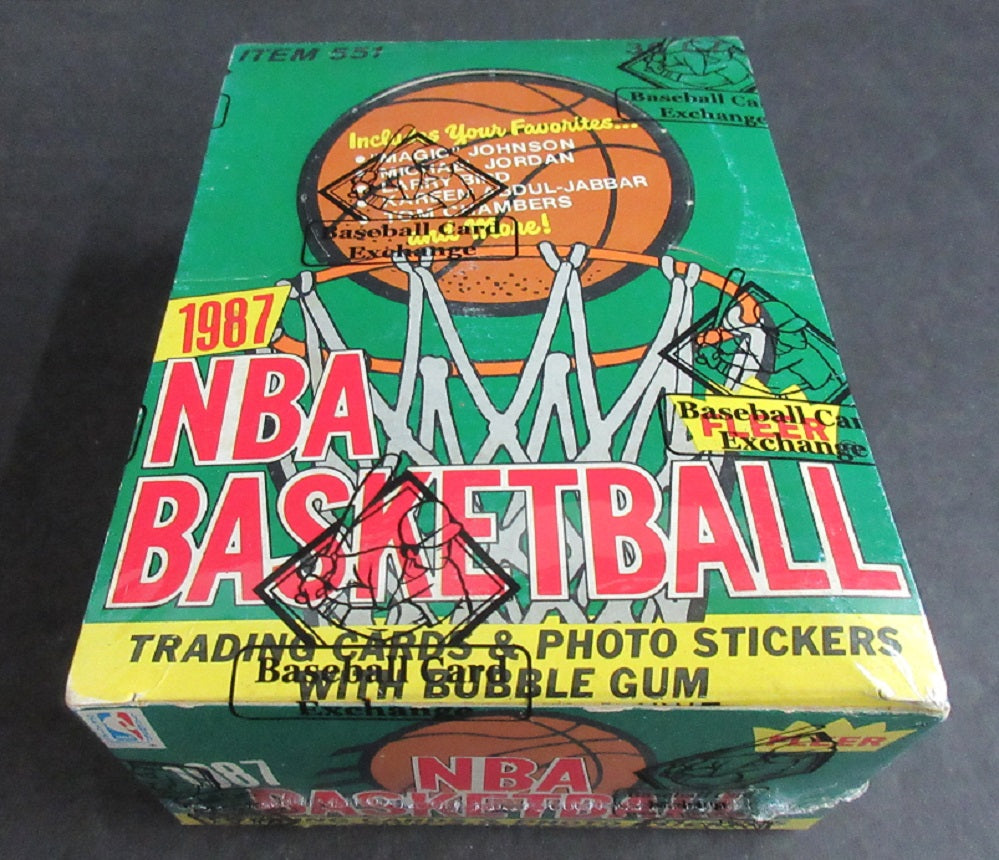 ITEM 551
Includes Your Favorites...
• "MAGIC" JOHNSON
• MICHAEL JORDAN
• LARRY BIRD
• KAREEM ABDUL-JABBAR
• TOM CHAMBERS
and More!
Baseball Card
Exchange
Baseball Ca
Exchange
1987
NBA
BASKETBALL
FLEER
Baseball Car
Exchange
TRADING CARDS & PHOTO STICKERS
WITH BUBBLE GUM
Baseball Card
Exchange
1987
NBA
BASKETBALL
FLEER